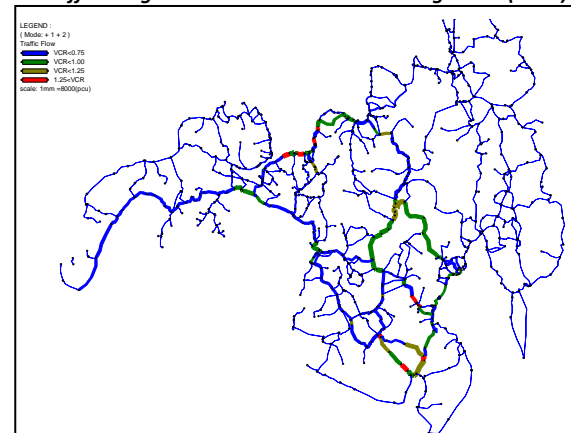 LEGEND :
( Mode: + 1 + 2 )
Traffic Flow
VCR<0.75
VCR<1.00
VCR<1.25
1.25<VCR
scale: 1mm =8000(pcu)